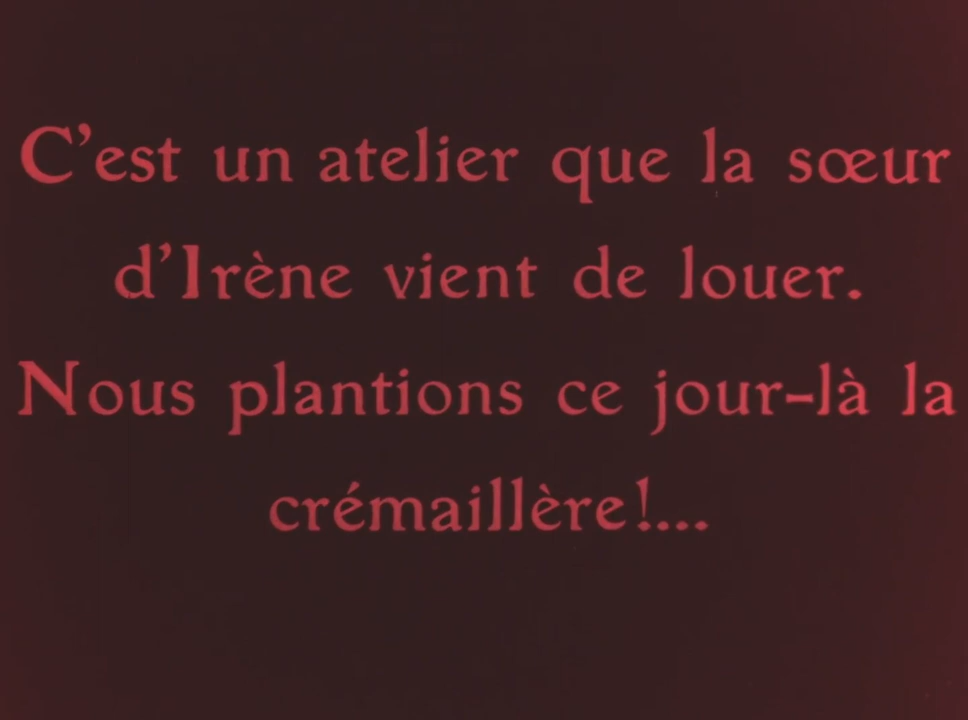 C'est un atelier que la sœur
d'Irène vient de louer.
Nous plantions ce jour-là la
crémaillère!...